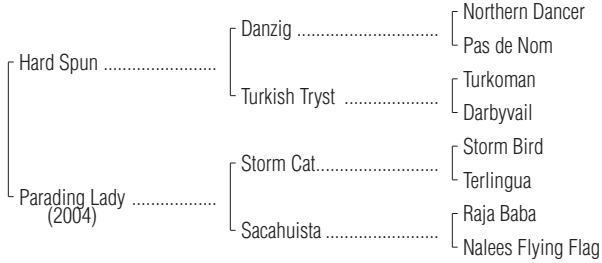 Northern Dancer
Danzig ..............................
Pas de Nom
Hard Spun ........................
Turkoman
Turkish Tryst ....................
Darbyvail
Storm Bird
Storm Cat..........................
Terlingua
Parading Lady ..................
(2004)
Raja Baba
Sacahuista ........................
Nalees Flying Flag